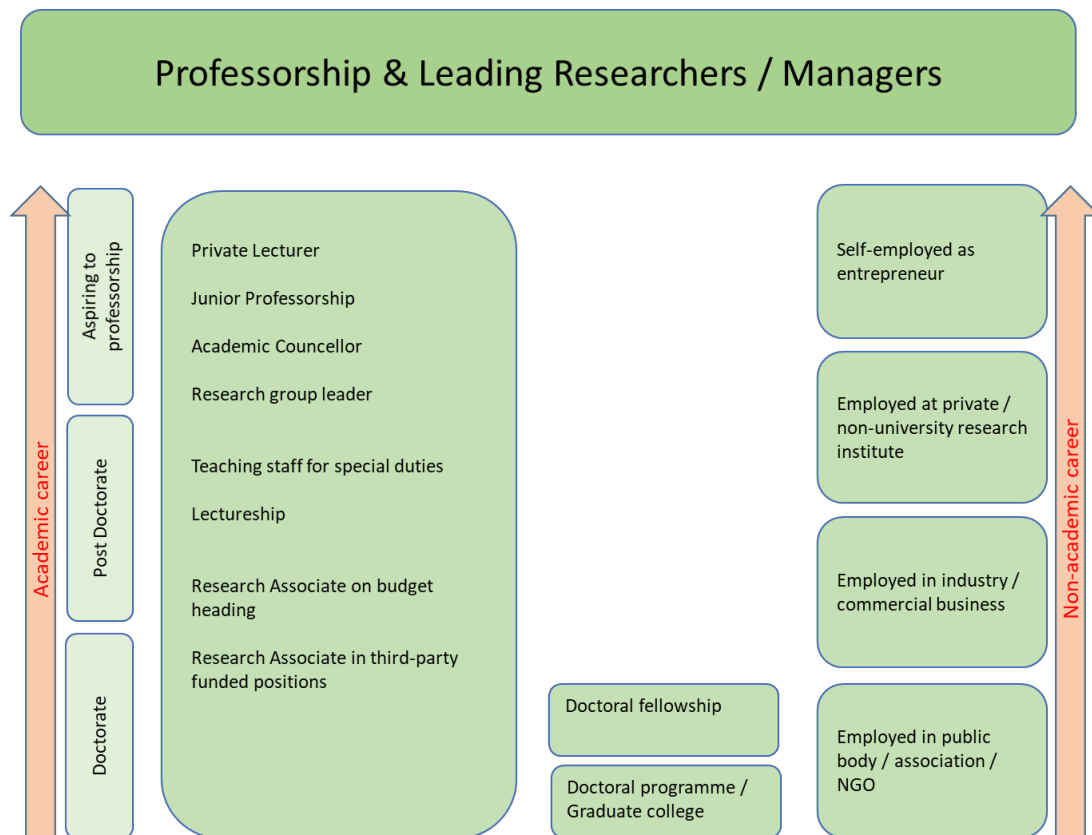 Professorship & Leading Researchers / Managers
Academic career
Aspiring to
professorship
Post Doctorate
Doctorate
Private Lecturer
Junior Professorship
Academic Councellor
Research group leader
Teaching staff for special duties
Lectureship
Research Associate on budget
heading
Research Associate in third-party
funded positions
Doctoral fellowship
Doctoral programme /
Graduate college
Self-employed as
entrepreneur
Employed at private /
non-university research
institute
Employed in industry /
commercial business
Employed in public
body / association /
NGO
Non-academic career